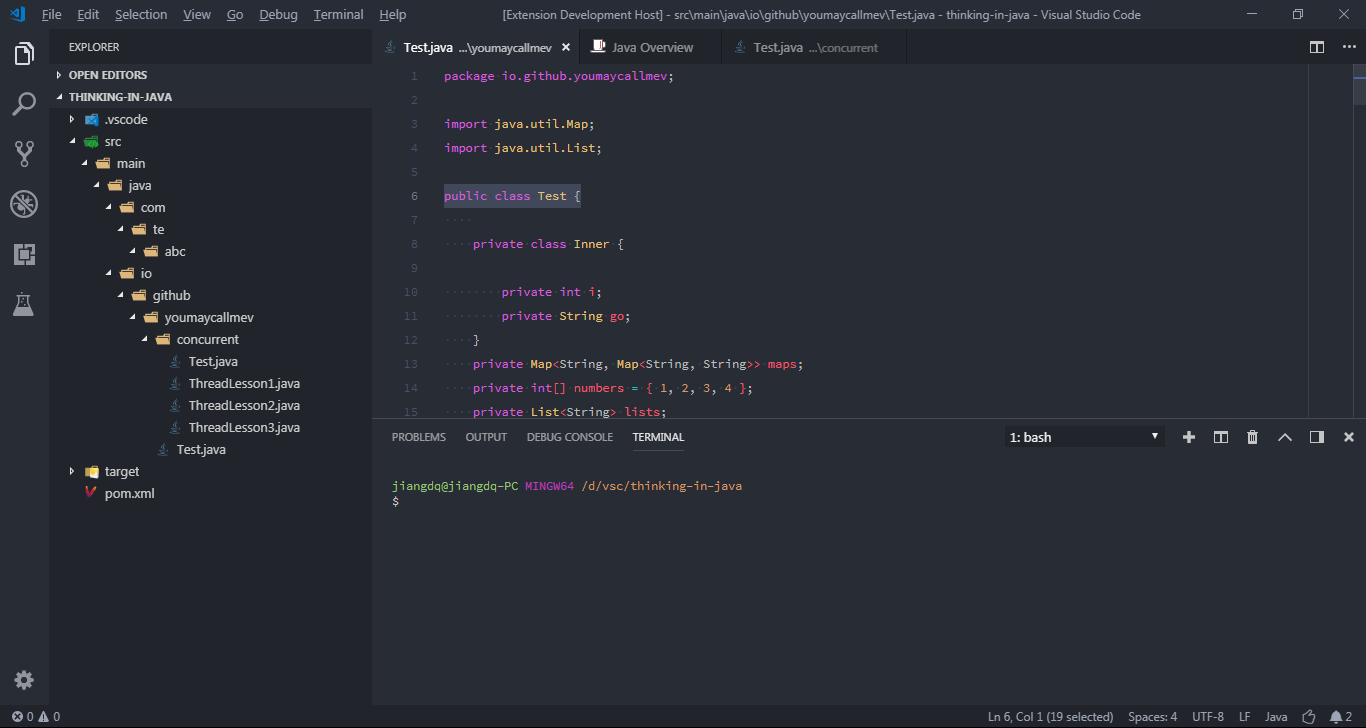 File Edit Selection View Go Debug Terminal Help [Extension Development Host] - src\main\java\io\github\youmaycallmev\Test.java - thinking-in-java - Visual Studio Code
EXPLORER
OPEN EDITORS
THINKING-IN-JAVA
.vscode
src
main
java
com
te
abc
io
github
youmaycallmev
concurrent
Test.java
ThreadLesson1.java
ThreadLesson2.java
ThreadLesson3.java
Test.java
target
pom.xml
Test.java ...\youmaycallmev Java Overview Test.java ...\concurrent
1 package io.github.youmaycallmev;
2
3 import java.util.Map;
4 import java.util.List;
5
6 public class Test {
7
8 private class Inner {
9
10 private int i;
11 private String go;
12 }
13 private Map<String, Map<String, String>> maps;
14 private int[] numbers = { 1, 2, 3, 4 };
15 private List<String> lists;
PROBLEMS OUTPUT DEBUG CONSOLE TERMINAL 1: bash
jiangdq@jiangdq-PC MINGW64 /d/vsc/thinking-in-java
$
0 0 Ln 6, Col 1 (19 selected) Spaces: 4 UTF-8 LF Java 2